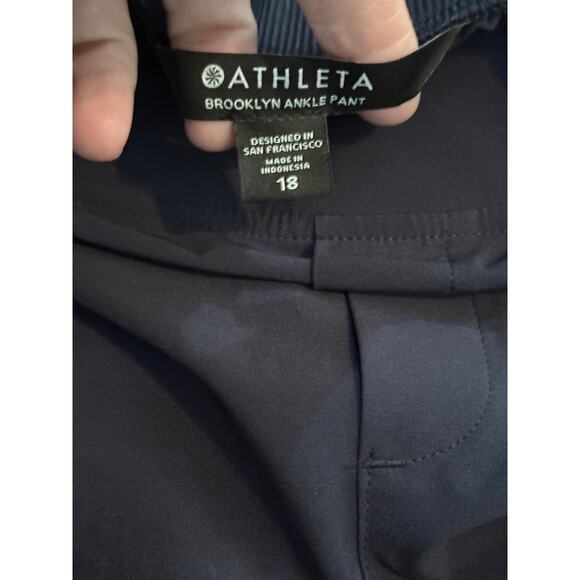 ATHLETA
BROOKLYN ANKLE PANT
DESIGNED IN
SAN FRANCISCO
MADE IN
INDONESIA
18